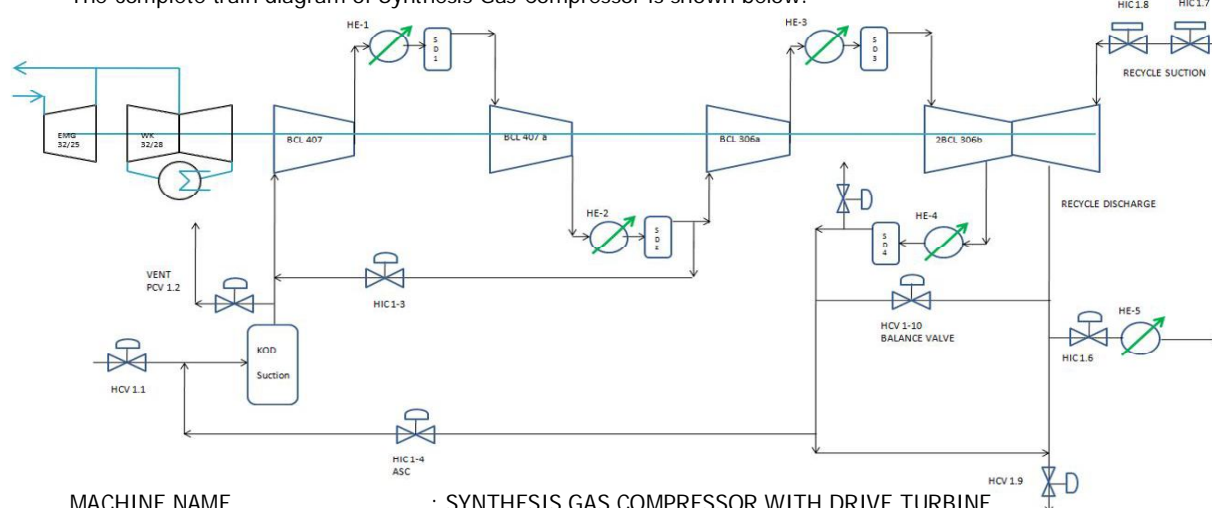 The complete train diagram of Synthesis Gas compressor is shown below:
HIC 1.8
HIC 1.7
HE-1
S
D
1
HE-3
S
D
3
RECYCLE SUCTION
EMG
32/25
WK
32/28
BCL 407
BCL 407 a
BCL 306a
2BCL 306b
RECYCLE DISCHARGE
HE-2
S
D
HE-4
S
D
4
VENT
PCV 1.2
HIC 1-3
HE-5
HCV 1-10
BALANCE VALVE
HIC 1.6
KOD
Suction
HCV 1.1
HIC 1-4
ASC
HCV 1.9
MACHINE NAME : SYNTHESIS GAS COMPRESSOR WITH DRIVE TURBINE